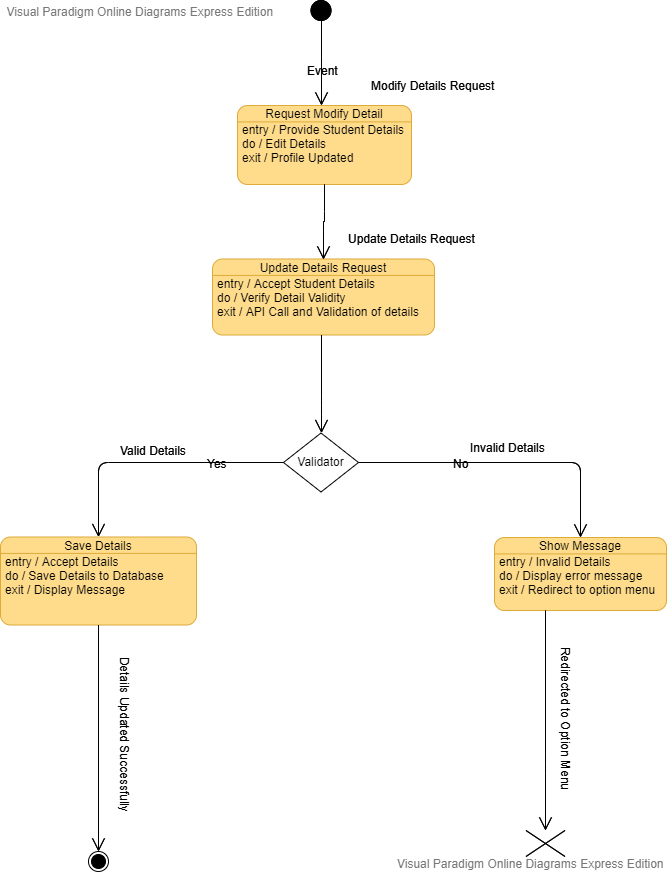 Visual Paradigm Online Diagrams Express Edition
Event
Modify Details Request
Request Modify Detail
entry / Provide Student Details
do / Edit Details
exit / Profile Updated
Update Details Request
Update Details Request
entry / Accept Student Details
do / Verify Detail Validity
exit / API Call and Validation of details
Valid Details
Yes
Validator
Invalid Details
No
Save Details
entry / Accept Details
do / Save Details to Database
exit / Display Message
Show Message
entry / Invalid Details
do / Display error message
exit / Redirect to option menu
Details Updated Successfully
Redirected to Option Menu
Visual Paradigm Online Diagrams Express Edition